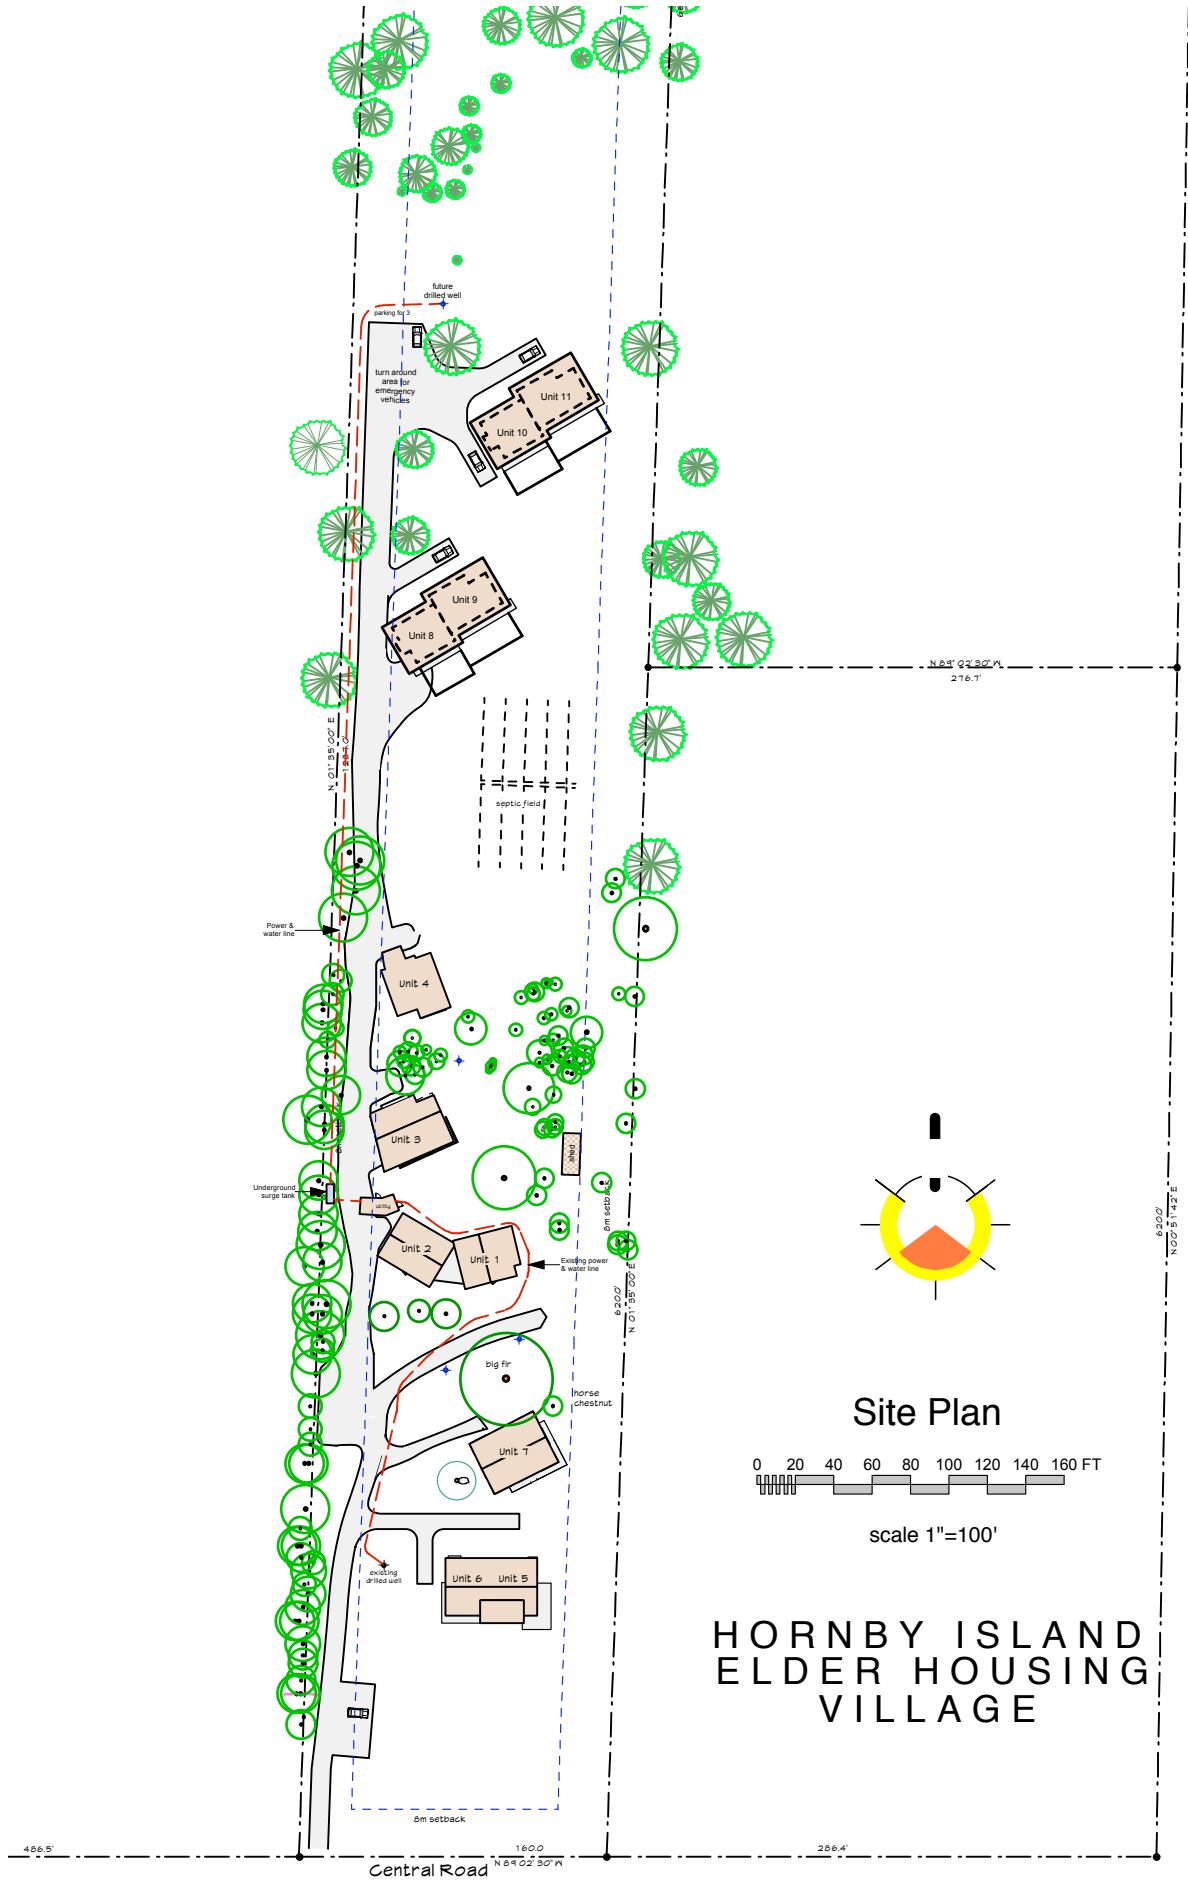 future
drilled well
parking for 3
turn around
area for
emergency
vehicles
Unit 11
Unit 10
Unit 9
Unit 8
N 89° 02' 30" W
276.7'
N 01° 35' 00" E
1287.0'
septic field
Power &
water line
Unit 4
Unit 3
shed
Underground
surge tank
utility
8m setback
Unit 2
Unit 1
Existing power
& water line
620.0'
N 01° 35' 00" E
620.0'
N 00° 51' 42" E
big fir
horse
chestnut
Unit 7
Site Plan
0 20 40 60 80 100 120 140 160 FT
scale 1"=100'
existing
drilled well
Unit 6
Unit 5
HORNBY ISLAND
ELDER HOUSING
VILLAGE
8m setback
486.5'
160.0
286.4'
Central Road
N 89 02' 30" W